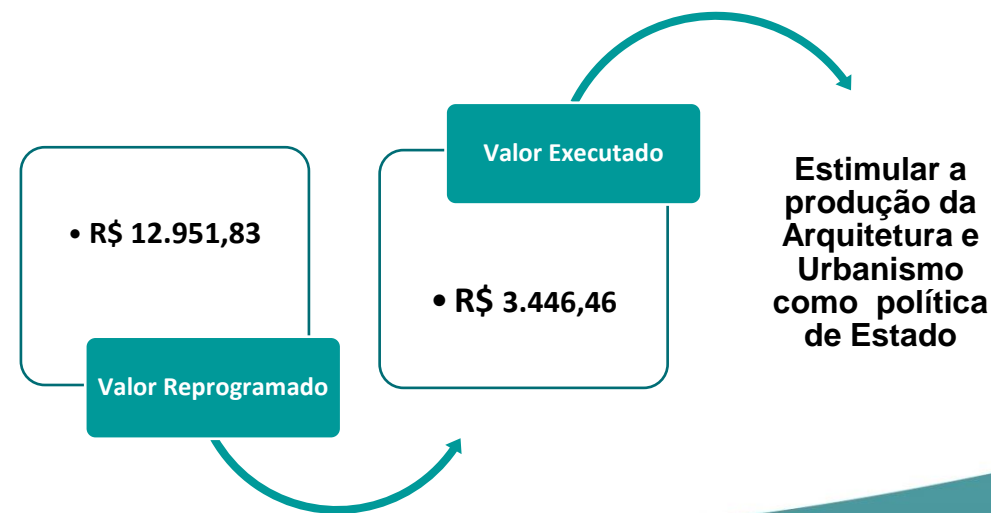 • R$ 12.951,83
Valor Reprogramado
Valor Executado
• R$ 3.446,46
Estimular a
produção da
Arquitetura e
Urbanismo
como política
de Estado